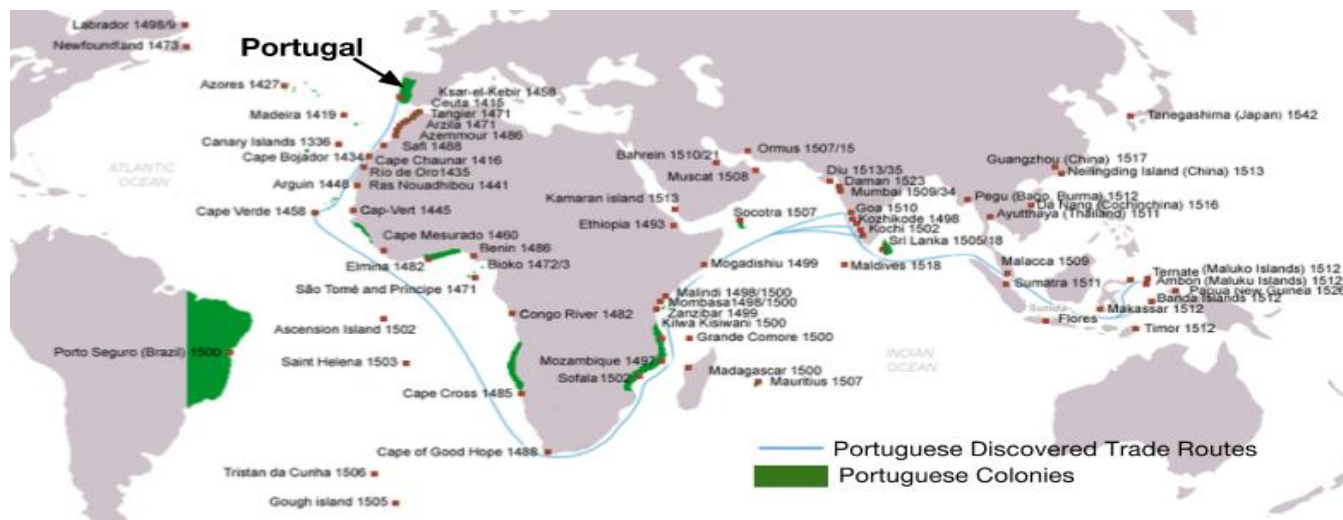 Labrador 1498/9
Newfoundland 1473
Portugal
Azores 1427
Ksar-el-Kebir 1458
Ceuta 1415
Madeira 1419
Tangier 1471
Arzila 1471
Azemmour 1486
Tanegashima (Japan) 1542
Canary Islands 1336
Safi 1488
Cape Bojador 1434
Cape Chaunar 1416
Rio de Oro1435
ATLANTIC
OCEAN
Arguin 1448
Ras Nouadhibou 1441
Cape Verde 1458
Cap-Vert 1445
Bahrein 1510/21
Ormus 1507/15
Muscat 1508
Diu 1513/35
Daman 1523
Mumbai 1509/34
Guangzhou (China) 1517
Neilingding Island (China) 1513
Pegu (Bago, Burma) 1512
Da Nang (Cochinchina) 1516
Ayutthaya (Thailand) 1511
Kamaran island 1513
Ethiopia 1493
Socotra 1507
Goa 1510
Kozhikode 1498
Kochi 1502
Sri Lanka 1505/18
Cape Mesurado 1460
Benin 1486
Elmina 1482
Bioko 1472/3
São Tomé and Príncipe 1471
Mogadishiu 1499
Maldives 1518
Malacca 1509
Sumatra 1511
Ternate
(Maluko Islands) 1512
Ambon (Maluku Islands) 1512
Papua New Guinea 1526
Banda Islands 1512
Makassar 1512
Sunda
Flores
Timor 1512
Malindi 1498/1500
Mombasa1498/1500
Zanzibar 1499
Kilwa Kisiwani 1500
Congo River 1482
Ascension Island 1502
Grande Comore 1500
Porto Seguro (Brazil) 1500
Saint Helena 1503
Mozambique 1497
Madagascar 1500
Sofala 1502
Mauritius 1507
INDIAN
OCEAN
Cape Cross 1485
Cape of Good Hope 1488
Tristan da Cunha 1506
Gough island 1505
Portuguese Discovered Trade Routes
Portuguese Colonies